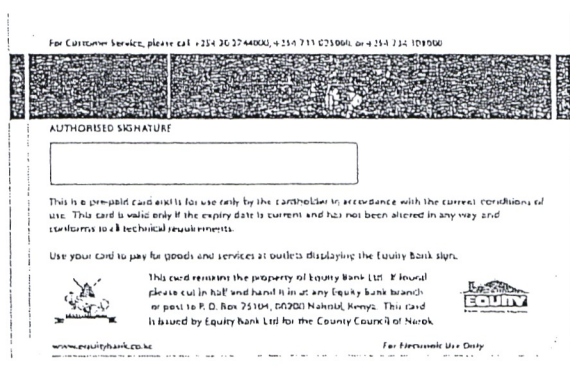 For Customer Service, please call +254 20 2744000, +254 711 025000, or +254 734 108000
AUTHORISED SIGNATURE
This is a pre-paid card and is for use only by the cardholder in accordance with the current conditions of
use. This card is valid only if the expiry date is current and has not been altered in any way and
conforms to all technical requirements.
Use your card to pay for goods and services at outlets displaying the Equity Bank sign.
This card remains the property of Equity Bank Ltd. If found
please cut in half and hand it in at any Equity Bank branch
or post to P. O. Box 75104, 00200 Nairobi, Kenya. This card
is issued by Equity Bank Ltd for the County Council of Narok
EQUITY
www.equitybank.co.ke
For Electronic Use Only